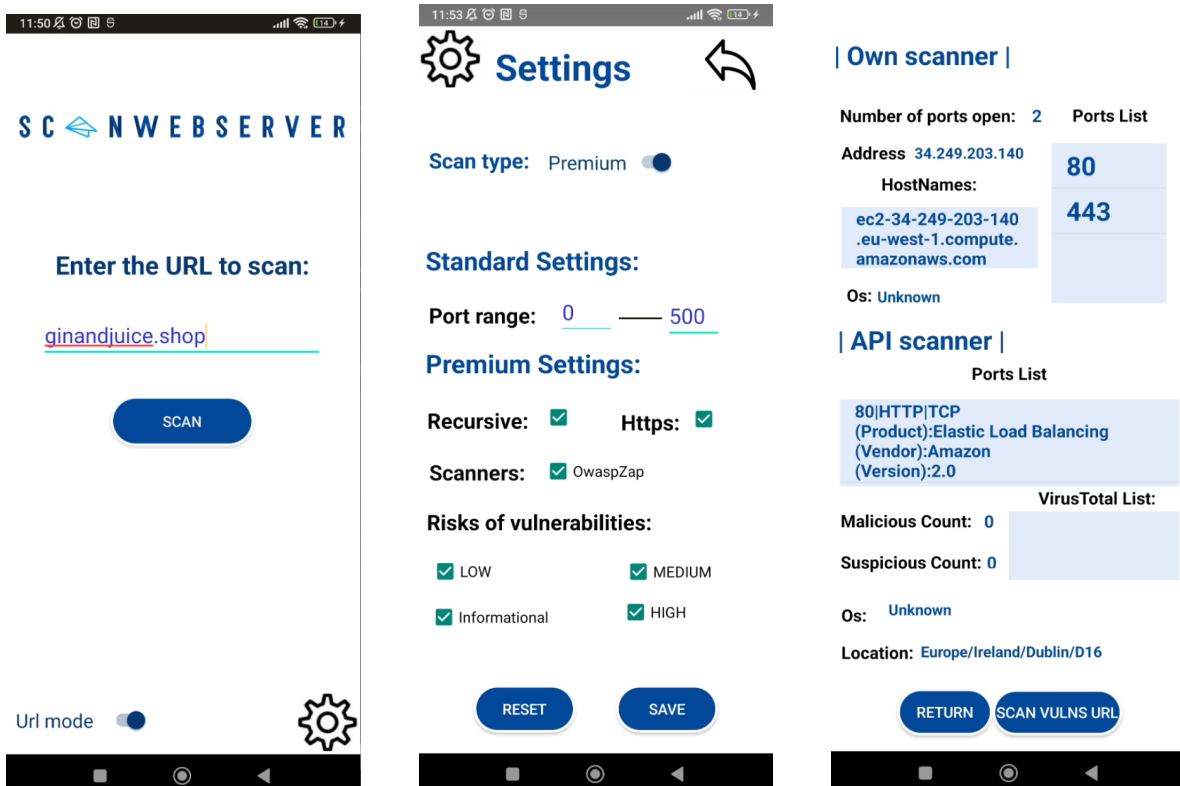 11:50
14
SC NWEBSERVER
Enter the URL to scan:
ginandjuice.shop
SCAN
Url mode
11:53
14
Settings
Scan type: Premium
Standard Settings:
Port range: 0 500
Premium Settings:
Recursive: Https:
Scanners: OwaspZap
Risks of vulnerabilities:
LOW MEDIUM
Informational HIGH
RESET SAVE
| Own scanner |
Number of ports open: 2 Ports List
Address 34.249.203.140
80
HostNames:
443
ec2-34-249-203-140
.eu-west-1.compute.
amazonaws.com
Os: Unknown
| API scanner |
Ports List
80|HTTP|TCP
(Product):Elastic Load Balancing
(Vendor):Amazon
(Version):2.0
VirusTotal List:
Malicious Count: 0
Suspicious Count: 0
Os: Unknown
Location: Europe/Ireland/Dublin/D16
RETURN SCAN VULNS URL